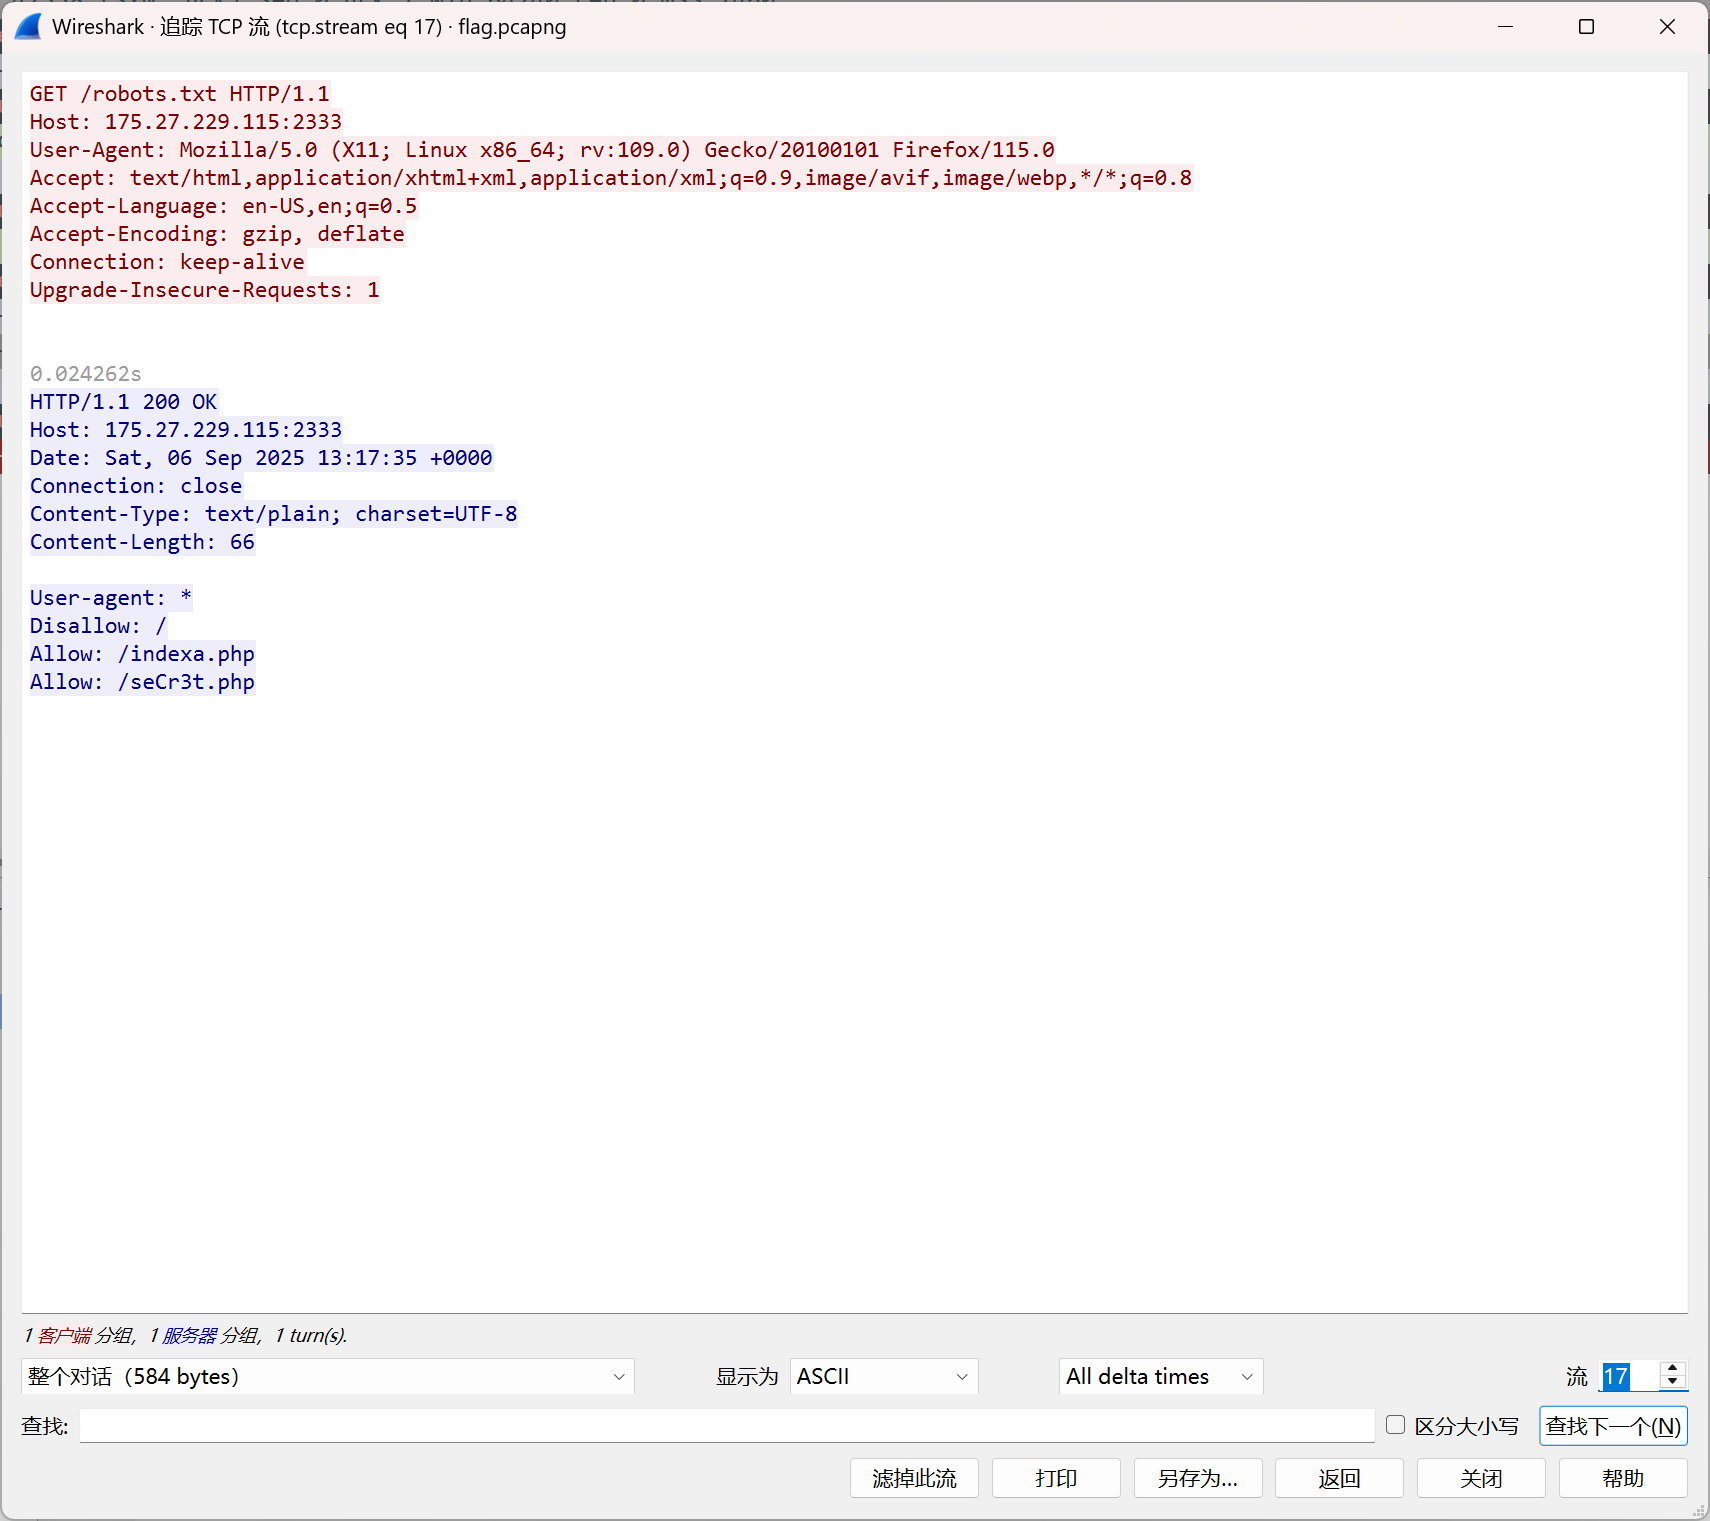 Wireshark · 追踪 TCP 流 (tcp.stream eq 17) · flag.pcapng
GET /robots.txt HTTP/1.1
Host: 175.27.229.115:2333
User-Agent: Mozilla/5.0 (X11; Linux x86_64; rv:109.0) Gecko/20100101 Firefox/115.0
Accept: text/html,application/xhtml+xml,application/xml;q=0.9,image/avif,image/webp,*/*;q=0.8
Accept-Language: en-US,en;q=0.5
Accept-Encoding: gzip, deflate
Connection: keep-alive
Upgrade-Insecure-Requests: 1
0.024262s
HTTP/1.1 200 OK
Host: 175.27.229.115:2333
Date: Sat, 06 Sep 2025 13:17:35 +0000
Connection: close
Content-Type: text/plain; charset=UTF-8
Content-Length: 66
User-agent: *
Disallow: /
Allow: /indexa.php
Allow: /seCr3t.php
1 客户端 分组, 1 服务器 分组, 1 turn(s).
整个对话（584 bytes） 显示为 ASCII All delta times 流 17
查找: 区分大小写 查找下一个(N)
滤掉此流 打印 另存为... 返回 关闭 帮助